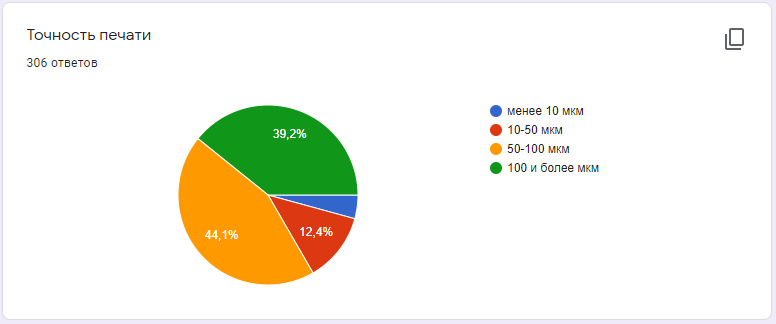 Точность печати
306 ответов
39,2%
44,1%
12,4%
менее 10 мкм
10-50 мкм
50-100 мкм
100 и более мкм